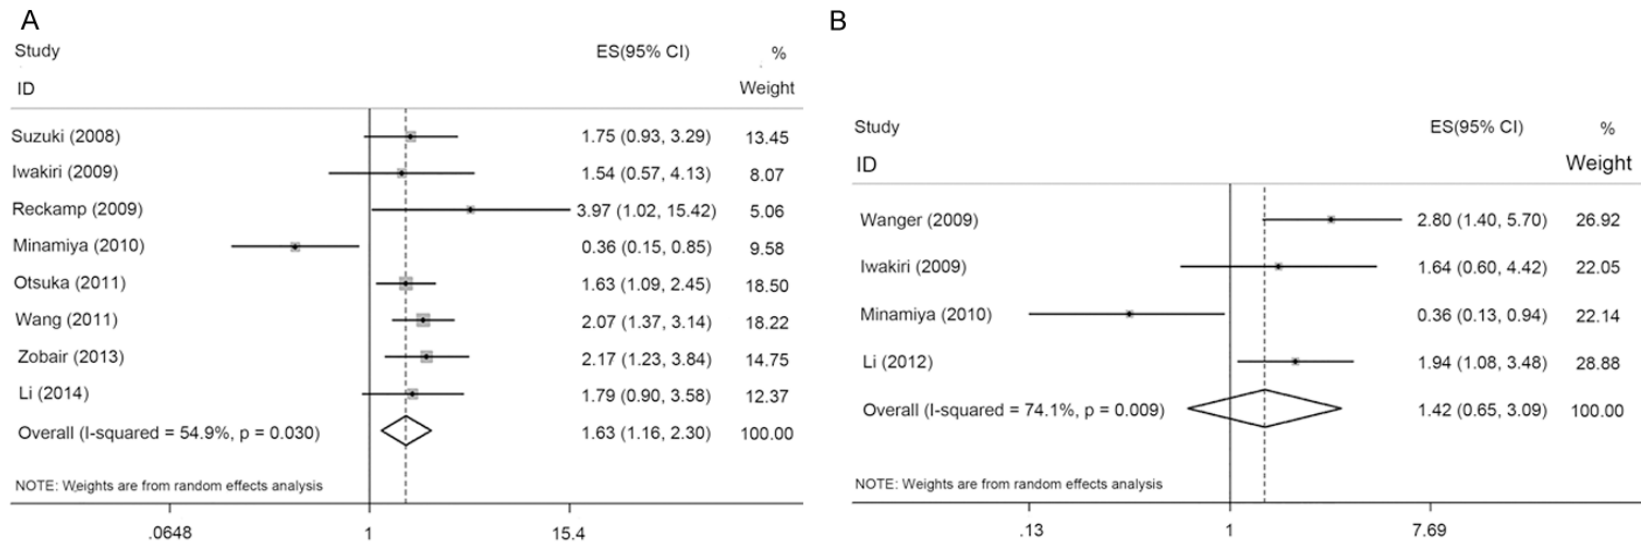 A
Study ES(95% CI) %
ID Weight
Suzuki (2008) 1.75 (0.93, 3.29) 13.45
Iwakiri (2009) 1.54 (0.57, 4.13) 8.07
Reckamp (2009) 3.97 (1.02, 15.42) 5.06
Minamiya (2010) 0.36 (0.15, 0.85) 9.58
Otsuka (2011) 1.63 (1.09, 2.45) 18.50
Wang (2011) 2.07 (1.37, 3.14) 18.22
Zobair (2013) 2.17 (1.23, 3.84) 14.75
Li (2014) 1.79 (0.90, 3.58) 12.37
Overall (I-squared = 54.9%, p = 0.030) 1.63 (1.16, 2.30) 100.00
NOTE: Weights are from random effects analysis
.0648 1 15.4
B
Study ES(95% CI) %
ID Weight
Wanger (2009) 2.80 (1.40, 5.70) 26.92
Iwakiri (2009) 1.64 (0.60, 4.42) 22.05
Minamiya (2010) 0.36 (0.13, 0.94) 22.14
Li (2012) 1.94 (1.08, 3.48) 28.88
Overall (I-squared = 74.1%, p = 0.009) 1.42 (0.65, 3.09) 100.00
NOTE: Weights are from random effects analysis
.13 1 7.69